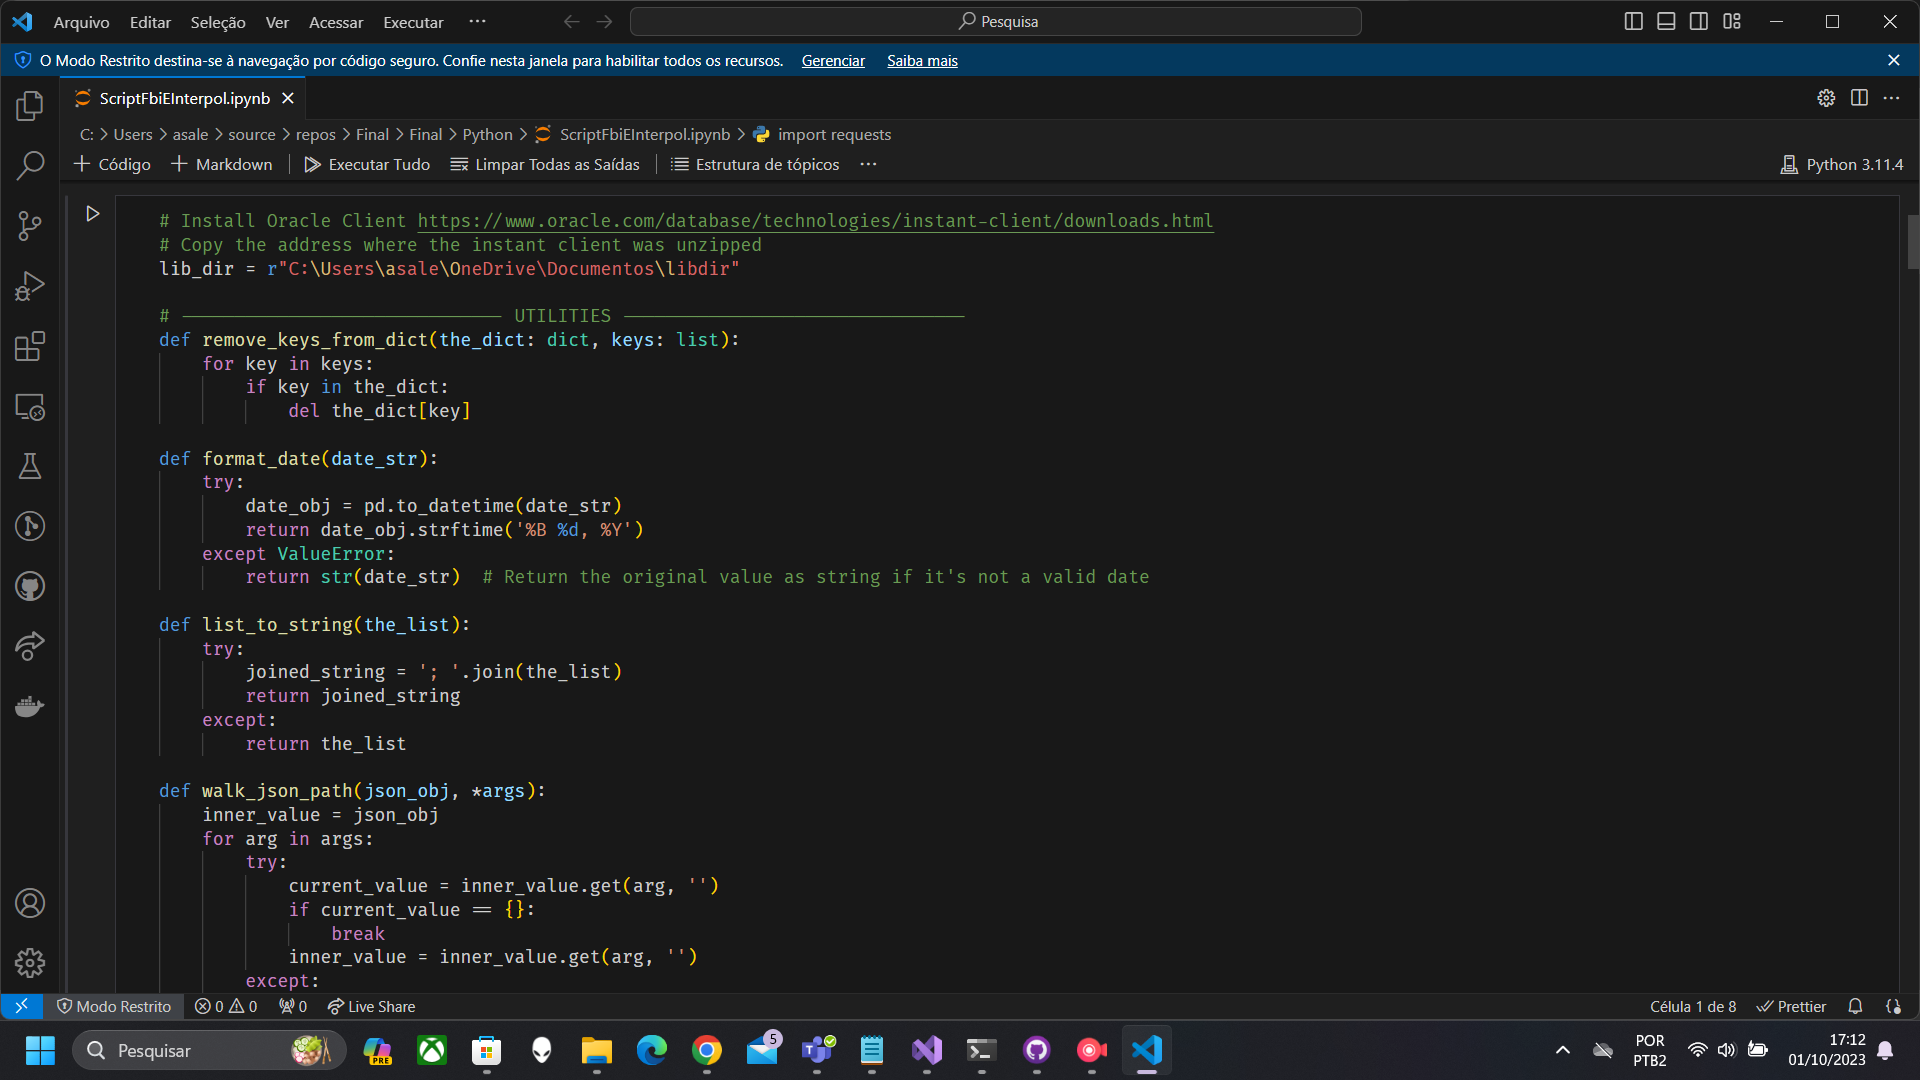 Arquivo Editar Seleção Ver Acessar Executar ··· Pesquisa
O Modo Restrito destina-se à navegação por código seguro. Confie nesta janela para habilitar todos os recursos. Gerenciar Saiba mais
ScriptFbiEInterpol.ipynb
C: > Users > asale > source > repos > Final > Final > Python > ScriptFbiEInterpol.ipynb > import requests
+ Código + Markdown Executar Tudo Limpar Todas as Saídas Estrutura de tópicos ··· Python 3.11.4
# Install Oracle Client https://www.oracle.com/database/technologies/instant-client/downloads.html
# Copy the address where the instant client was unzipped
lib_dir = r"C:\Users\asale\OneDrive\Documentos\libdir"
# ------------------------------ UTILITIES --------------------------------
def remove_keys_from_dict(the_dict: dict, keys: list):
for key in keys:
if key in the_dict:
del the_dict[key]
def format_date(date_str):
try:
date_obj = pd.to_datetime(date_str)
return date_obj.strftime('%B %d, %Y')
except ValueError:
return str(date_str)  # Return the original value as string if it's not a valid date
def list_to_string(the_list):
try:
joined_string = '; '.join(the_list)
return joined_string
except:
return the_list
def walk_json_path(json_obj, *args):
inner_value = json_obj
for arg in args:
try:
current_value = inner_value.get(arg, '')
if current_value == {}:
break
inner_value = inner_value.get(arg, '')
except:
Modo Restrito 0 0 0 Live Share Célula 1 de 8 Prettier
Pesquisar PRE 5 POR PTB2 17:12 01/10/2023